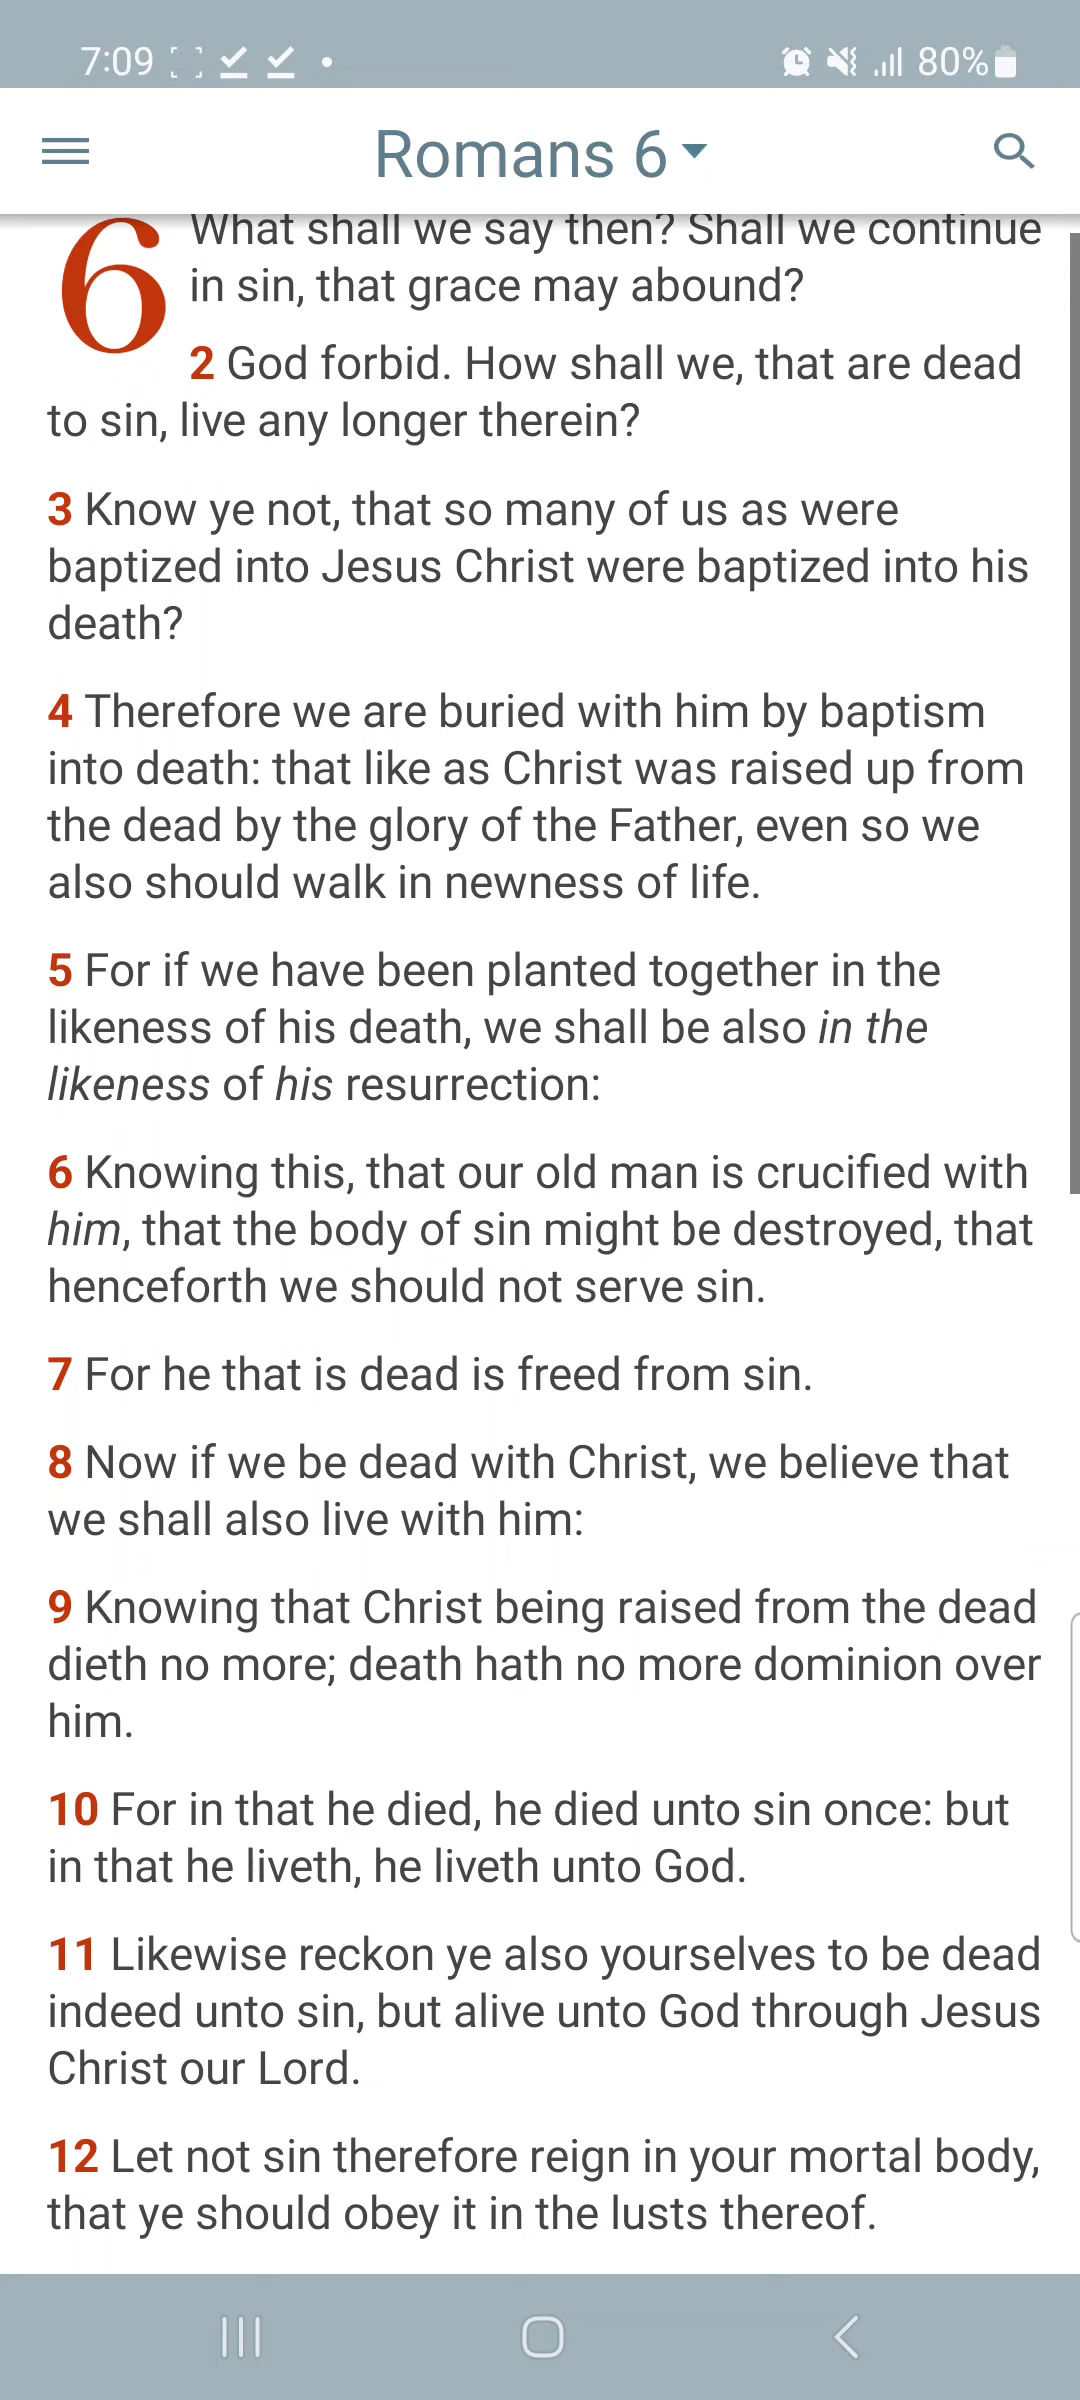 7:09
80%
Romans 6
6 What shall we say then? Shall we continue
in sin, that grace may abound?
2 God forbid. How shall we, that are dead
to sin, live any longer therein?
3 Know ye not, that so many of us as were
baptized into Jesus Christ were baptized into his
death?
4 Therefore we are buried with him by baptism
into death: that like as Christ was raised up from
the dead by the glory of the Father, even so we
also should walk in newness of life.
5 For if we have been planted together in the
likeness of his death, we shall be also in the
likeness of his resurrection:
6 Knowing this, that our old man is crucified with
him, that the body of sin might be destroyed, that
henceforth we should not serve sin.
7 For he that is dead is freed from sin.
8 Now if we be dead with Christ, we believe that
we shall also live with him:
9 Knowing that Christ being raised from the dead
dieth no more; death hath no more dominion over
him.
10 For in that he died, he died unto sin once: but
in that he liveth, he liveth unto God.
11 Likewise reckon ye also yourselves to be dead
indeed unto sin, but alive unto God through Jesus
Christ our Lord.
12 Let not sin therefore reign in your mortal body,
that ye should obey it in the lusts thereof.